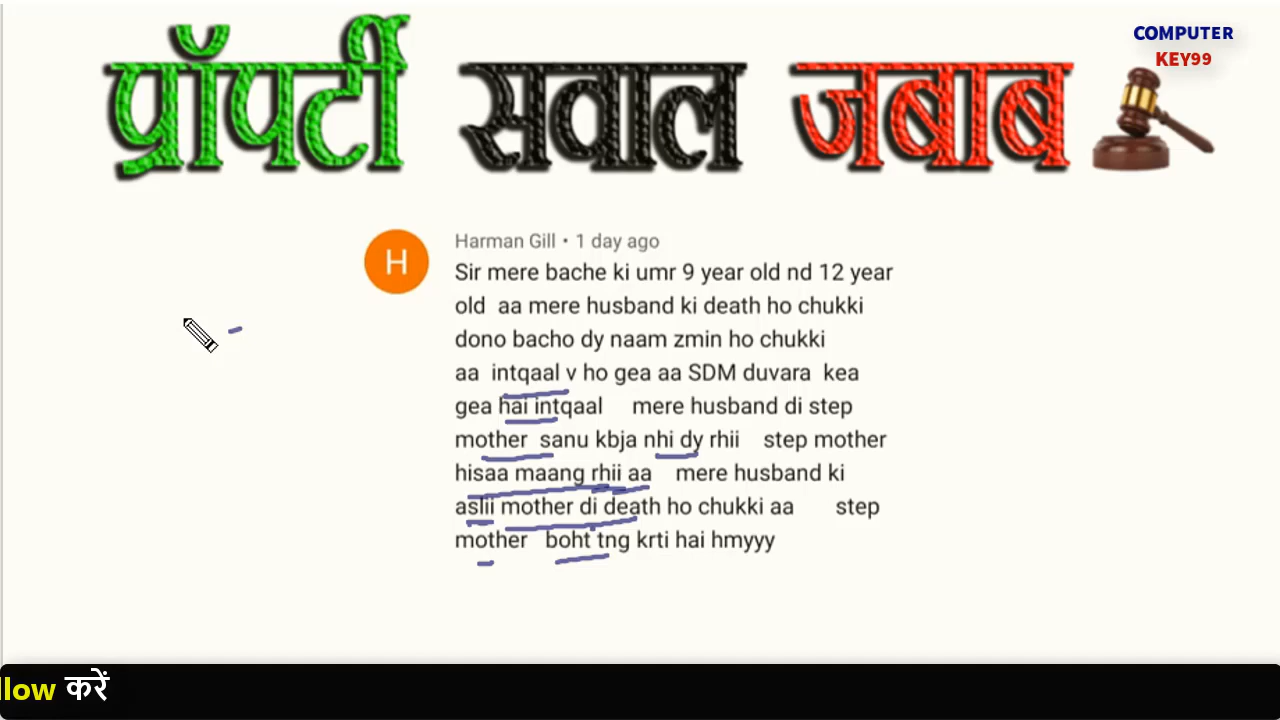 प्रॉपर्टी सवाल जबाब
COMPUTER
KEY99
H
Harman Gill • 1 day ago
Sir mere bache ki umr 9 year old nd 12 year
old aa mere husband ki death ho chukki
dono bacho dy naam zmin ho chukki
aa intqaal v ho gea aa SDM duvara kea
gea hai intqaal mere husband di step
mother sanu kbja nhi dy rhii step mother
hisaa maang rhii aa mere husband ki
aslii mother di death ho chukki aa step
mother boht tng krti hai hmyyy
llow करें